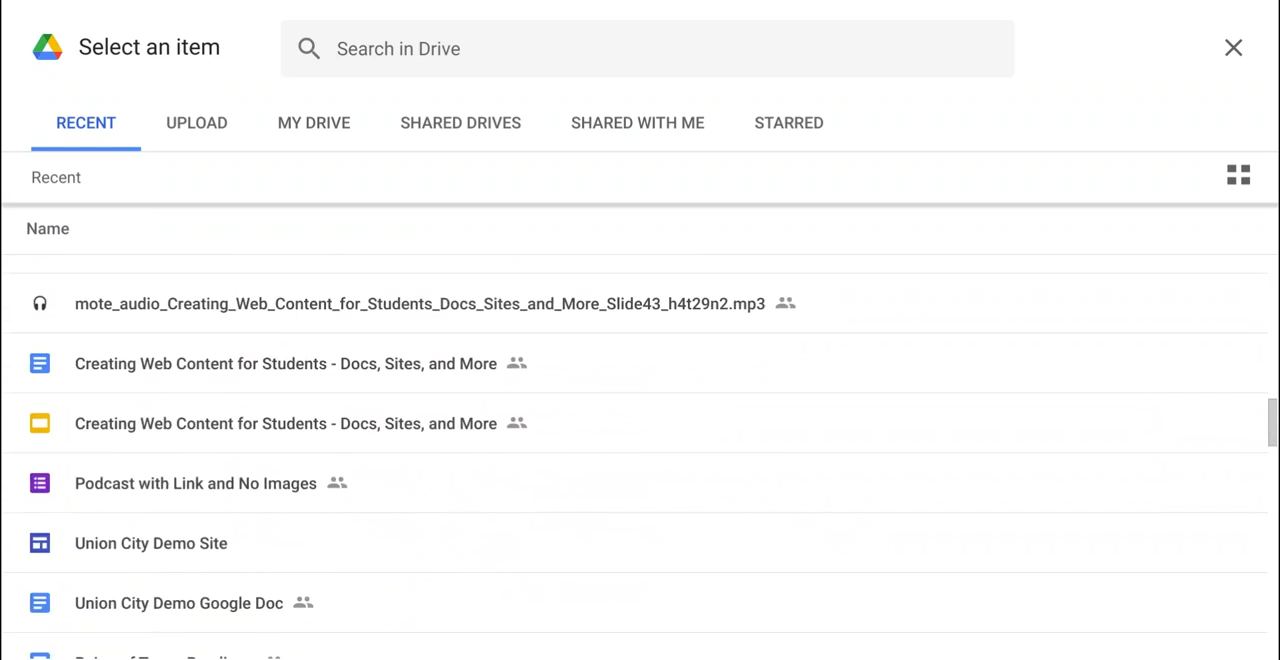 Select an item
Search in Drive
RECENT UPLOAD MY DRIVE SHARED DRIVES SHARED WITH ME STARRED
Recent
Name
mote_audio_Creating_Web_Content_for_Students_Docs_Sites_and_More_Slide43_h4t29n2.mp3
Creating Web Content for Students - Docs, Sites, and More
Creating Web Content for Students - Docs, Sites, and More
Podcast with Link and No Images
Union City Demo Site
Union City Demo Google Doc